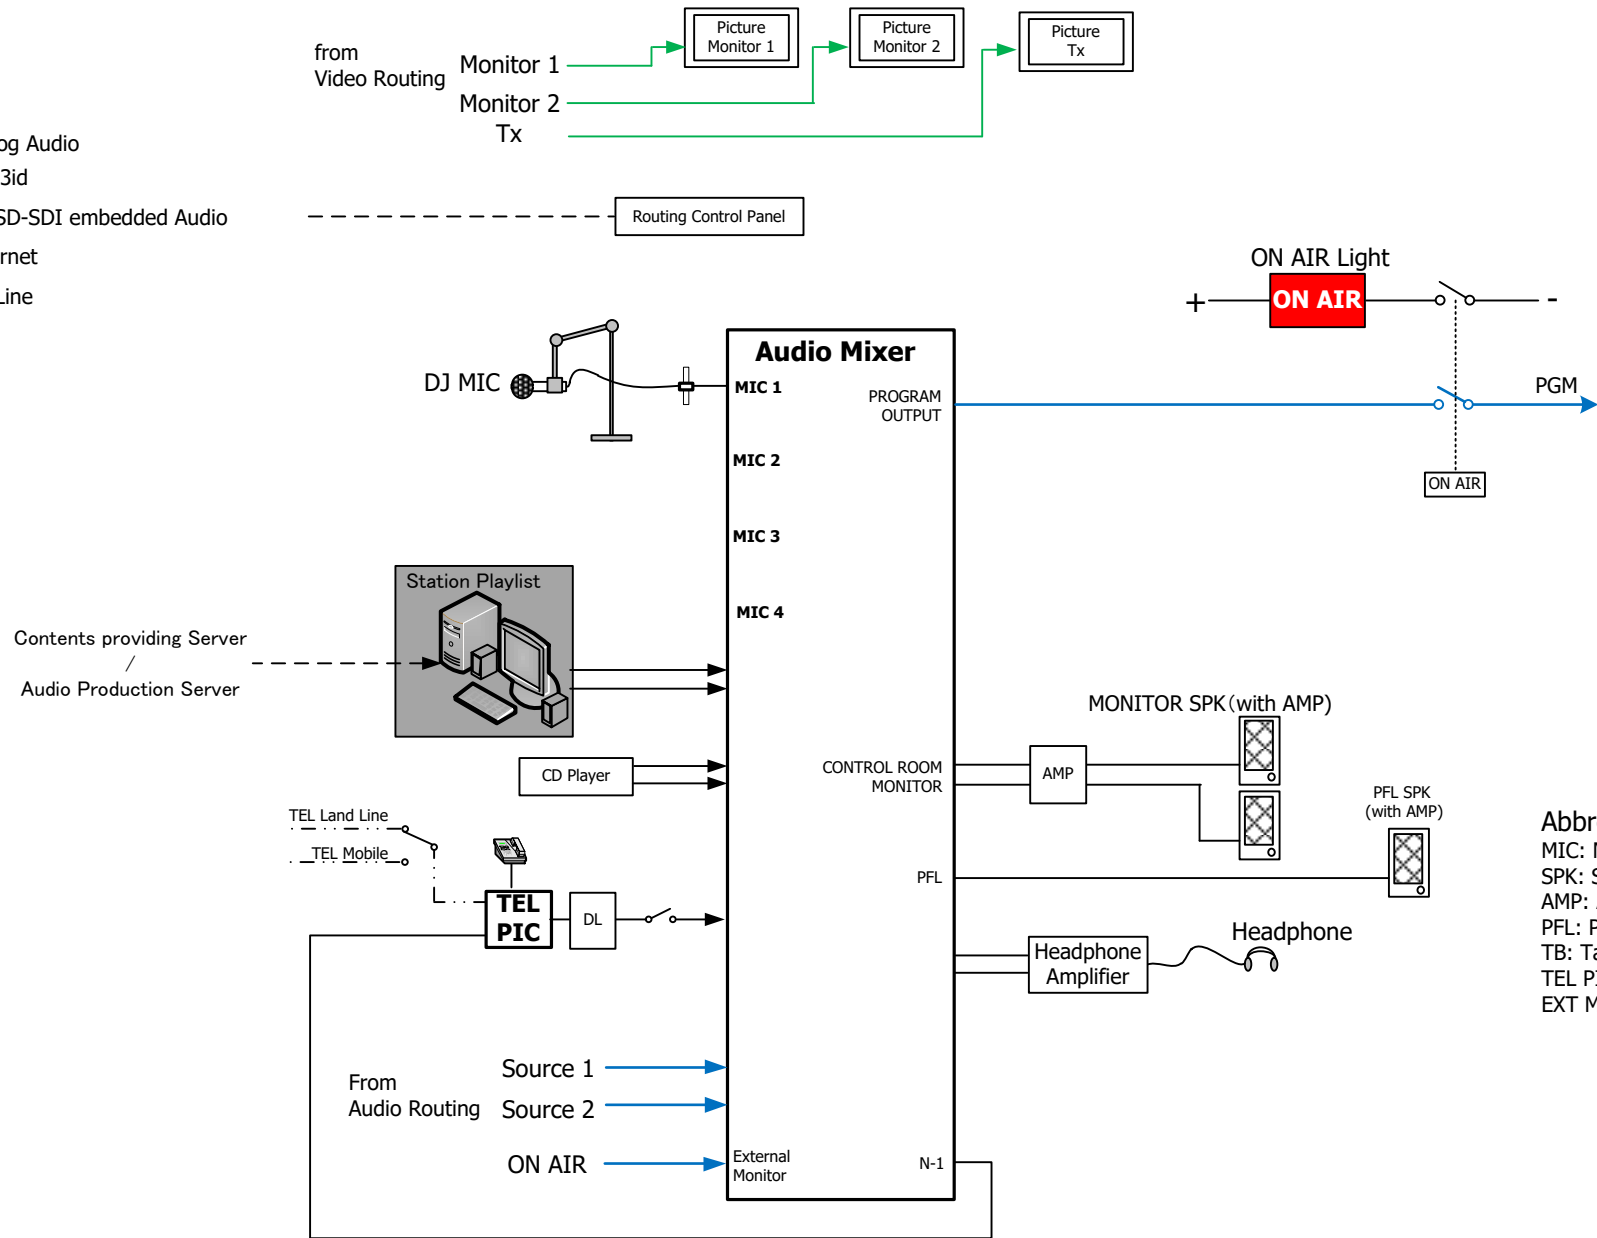 Picture
Monitor 1
Picture
Monitor 2
Picture
Tx
from
Video Routing
Monitor 1
Monitor 2
Tx
Audio
3id
SD-SDI embedded Audio
Routing Control Panel
Line
ON AIR Light
+
ON AIR
-
Audio Mixer
DJ MIC
MIC 1
PROGRAM
OUTPUT
PGM
MIC 2
ON AIR
MIC 3
Station Playlist
MIC 4
Contents providing Server
/
Audio Production Server
MONITOR SPK(with AMP)
CD Player
CONTROL ROOM
MONITOR
AMP
PFL SPK
(with AMP)
TEL Land Line
TEL Mobile
PFL
TEL
PIC
DL
Headphone
Headphone
Amplifier
MIC:
SPK:
AMP:
PFL:
TB:
TEL
EXT
From
Audio Routing
Source 1
Source 2
ON AIR
External
Monitor
N-1